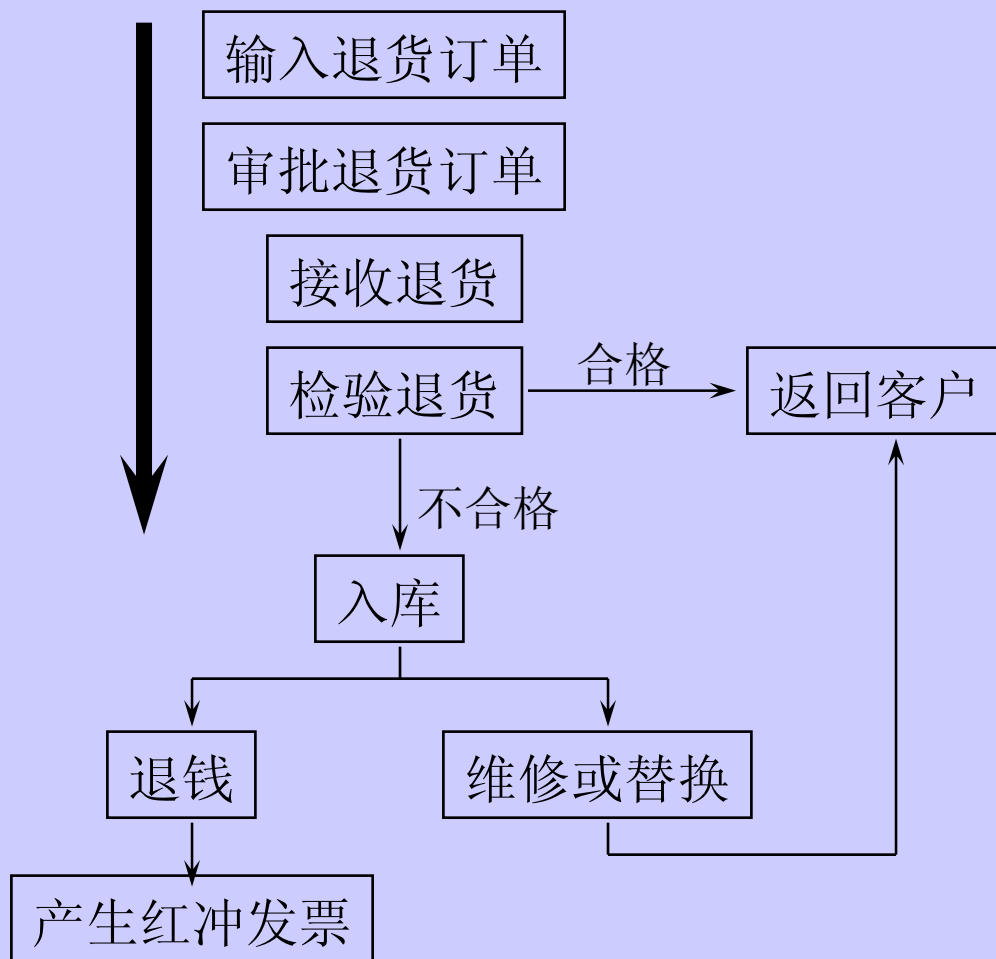 输入退货订单
审批退货订单
接收退货
检验退货
合格
返回客户
不合格
入库
退钱
维修或替换
产生红冲发票